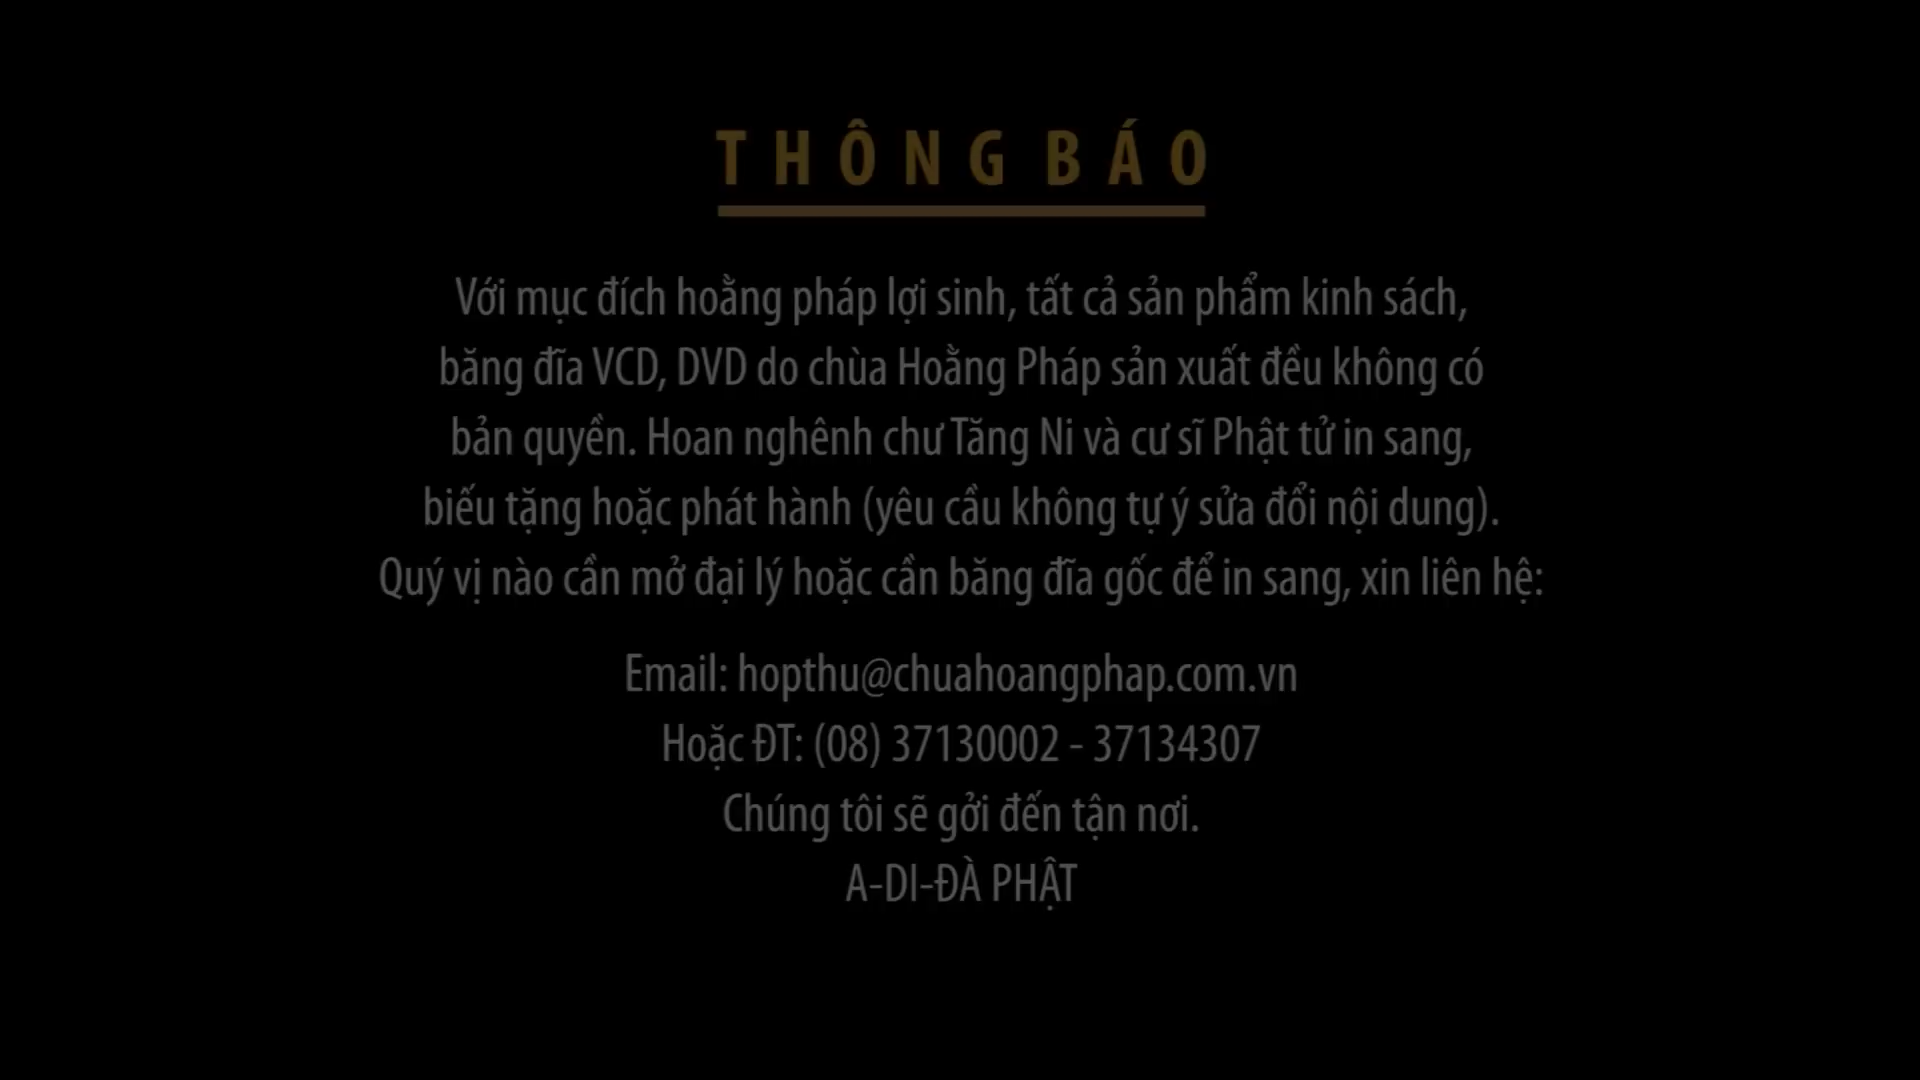 THÔNG BÁO
Với mục đích hoằng pháp lợi sinh, tất cả sản phẩm kinh sách,
băng đĩa VCD, DVD do chùa Hoằng Pháp sản xuất đều không có
bản quyền. Hoan nghênh chư Tăng Ni và cư sĩ Phật tử in sang,
biếu tặng hoặc phát hành (yêu cầu không tự ý sửa đổi nội dung).
Quý vị nào cần mở đại lý hoặc cần băng đĩa gốc để in sang, xin liên hệ:
Email: hopthu@chuahoangphap.com.vn
Hoặc ĐT: (08) 37130002 - 37134307
Chúng tôi sẽ gởi đến tận nơi.
A-DI-ĐÀ PHẬT